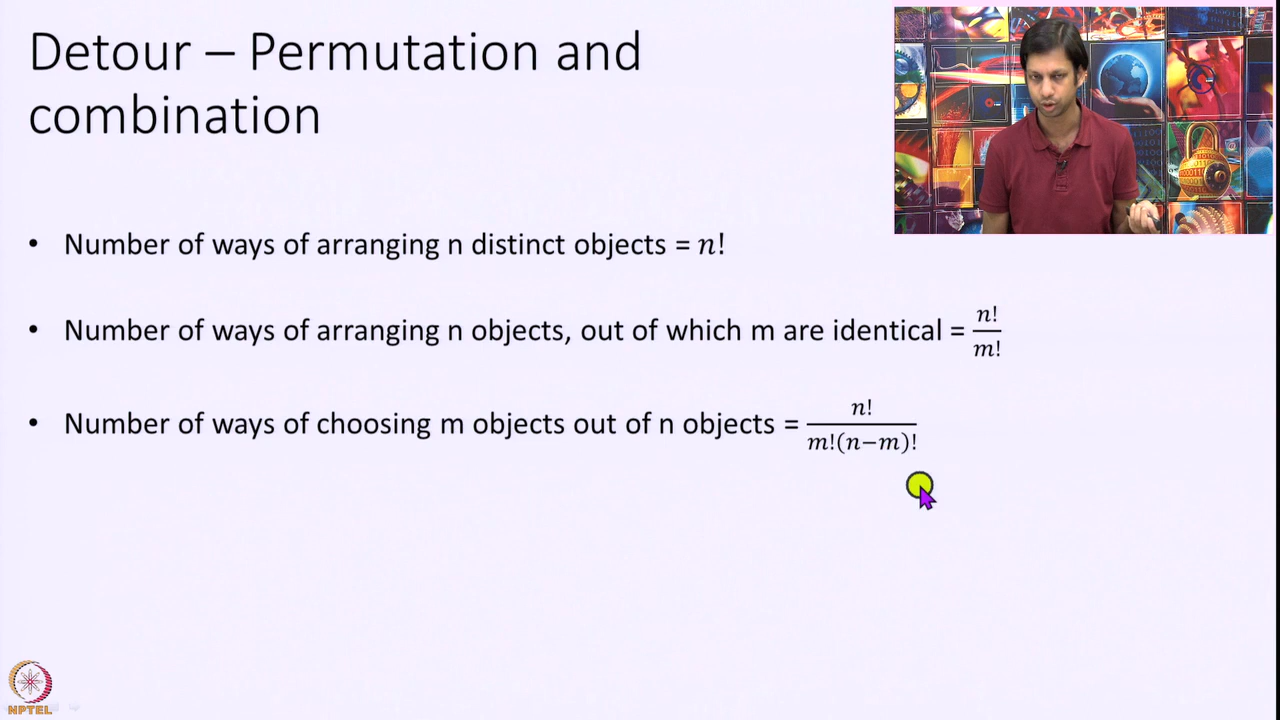 Detour – Permutation and
combination
• Number of ways of arranging n distinct objects = n!
• Number of ways of arranging n objects, out of which m are identical = n!/m!
• Number of ways of choosing m objects out of n objects = n!/m!(n−m)!
NPTEL